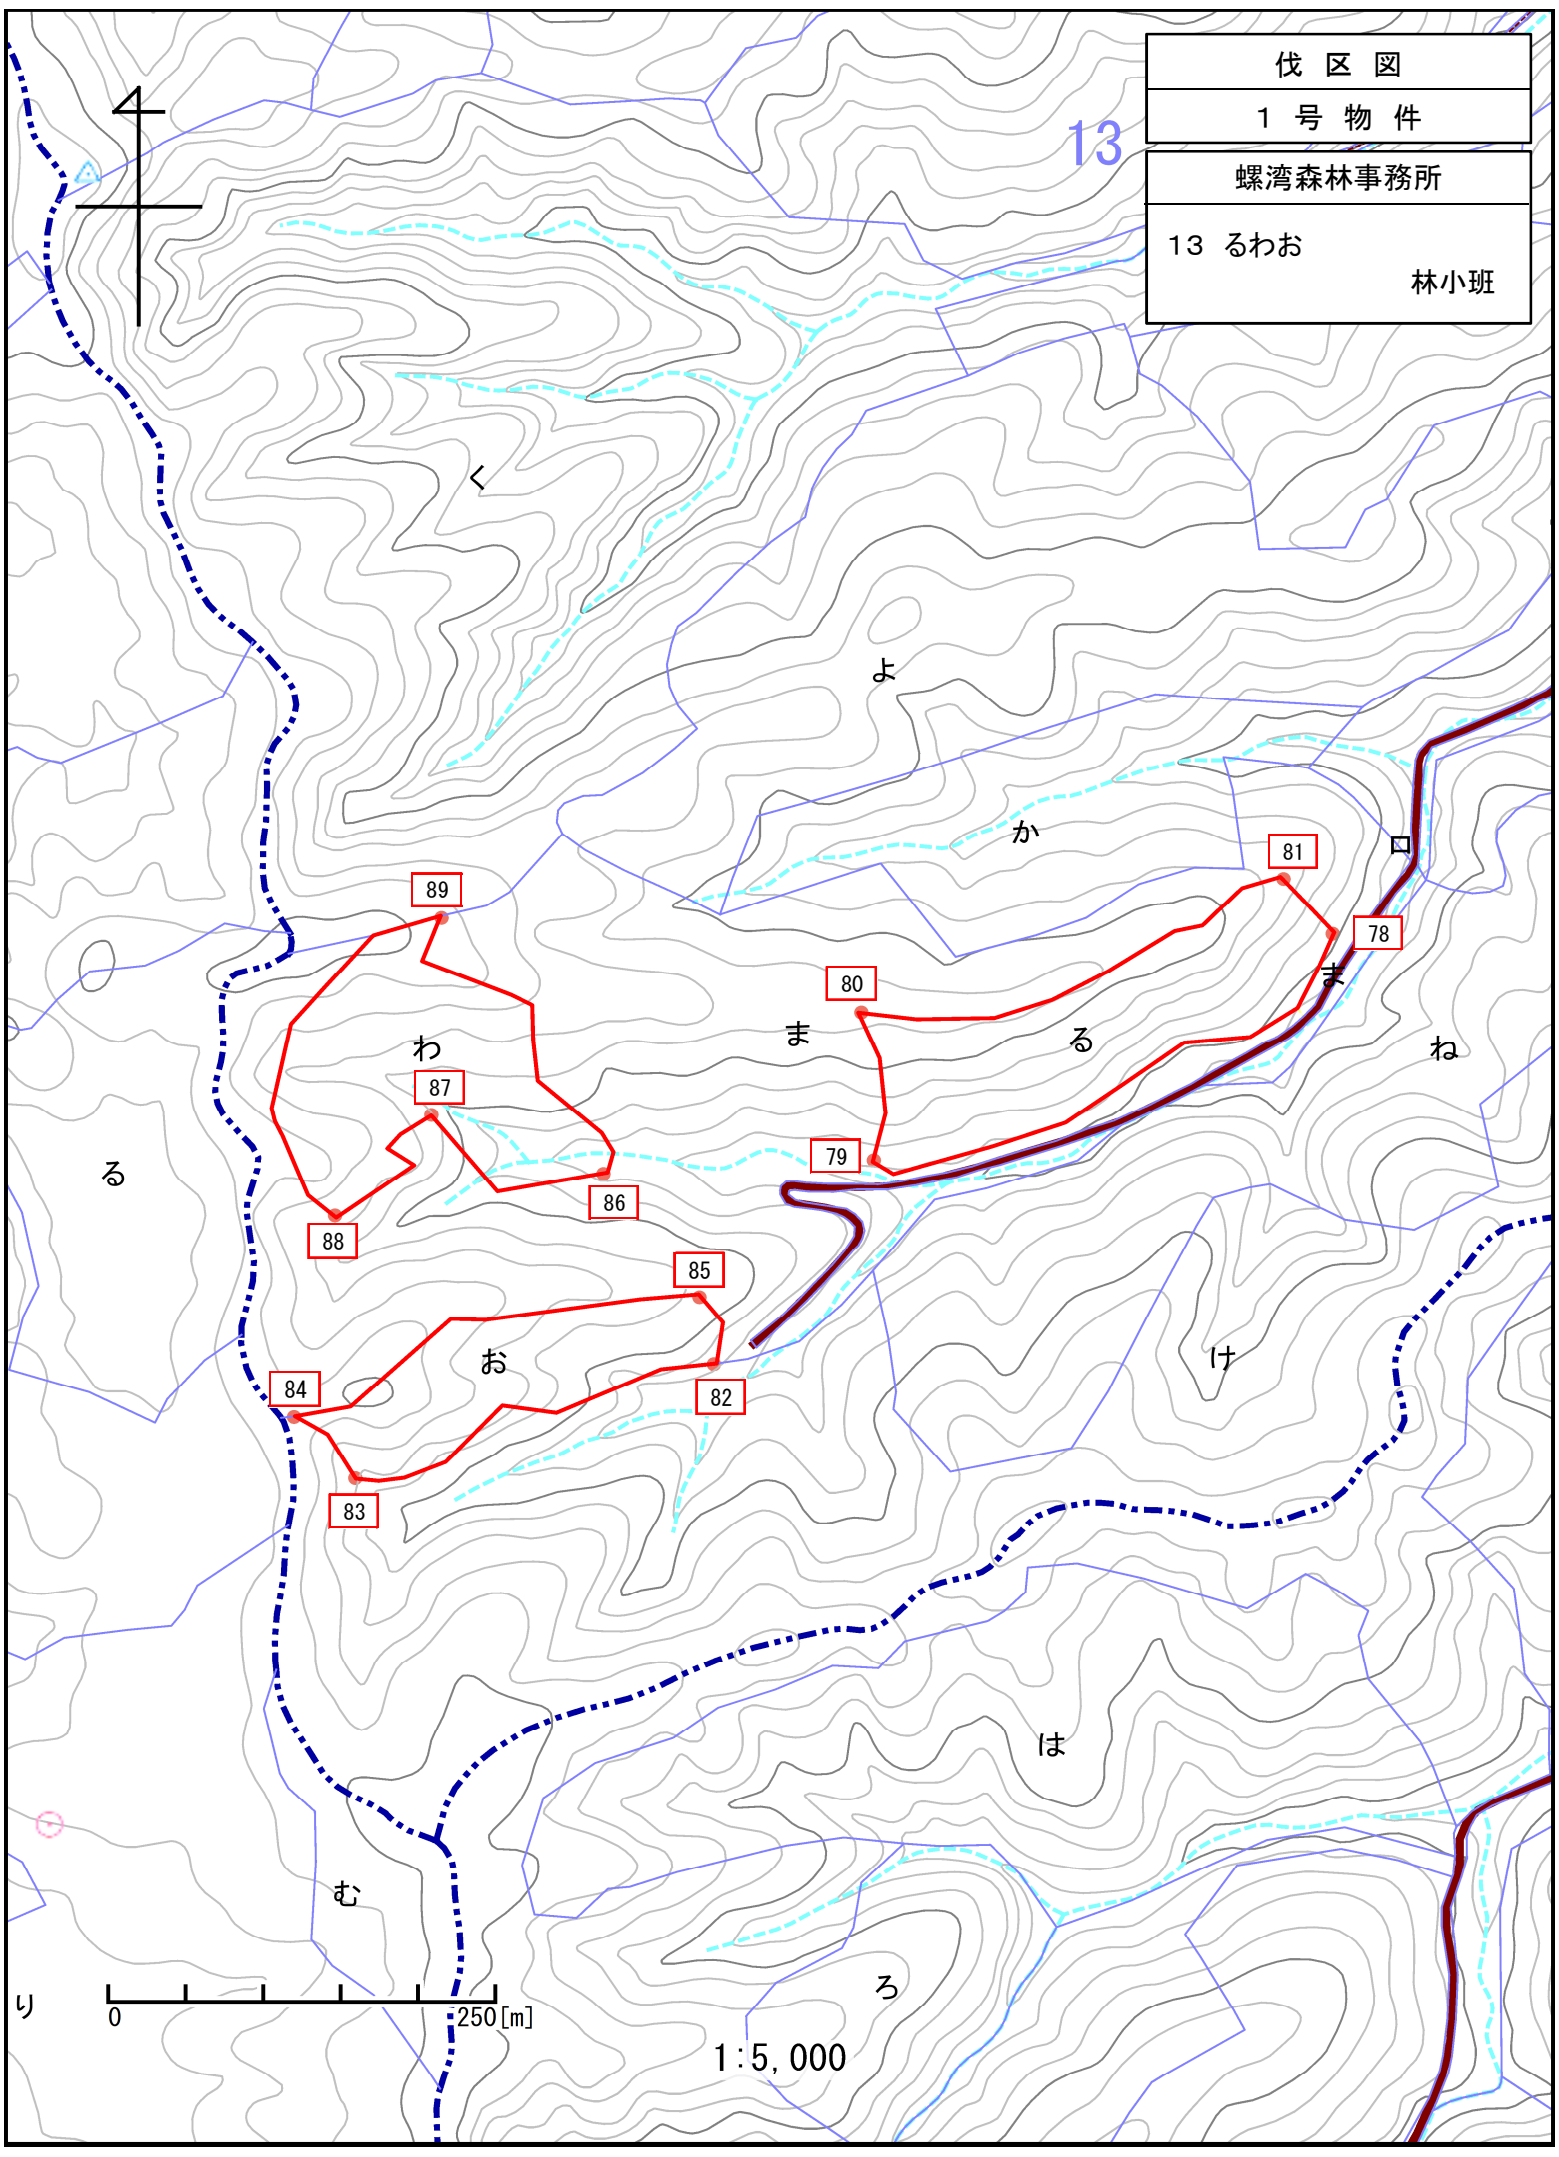 伐区図
1号物件
螺湾森林事務所
13 るわお
林小班
13
く
よ
か
81
ロ
89
78
80
ま
ま
る
わ
ね
87
る
79
86
88
85
け
お
84
82
83
は
む
ろ
り
0
250[m]
1:5,000